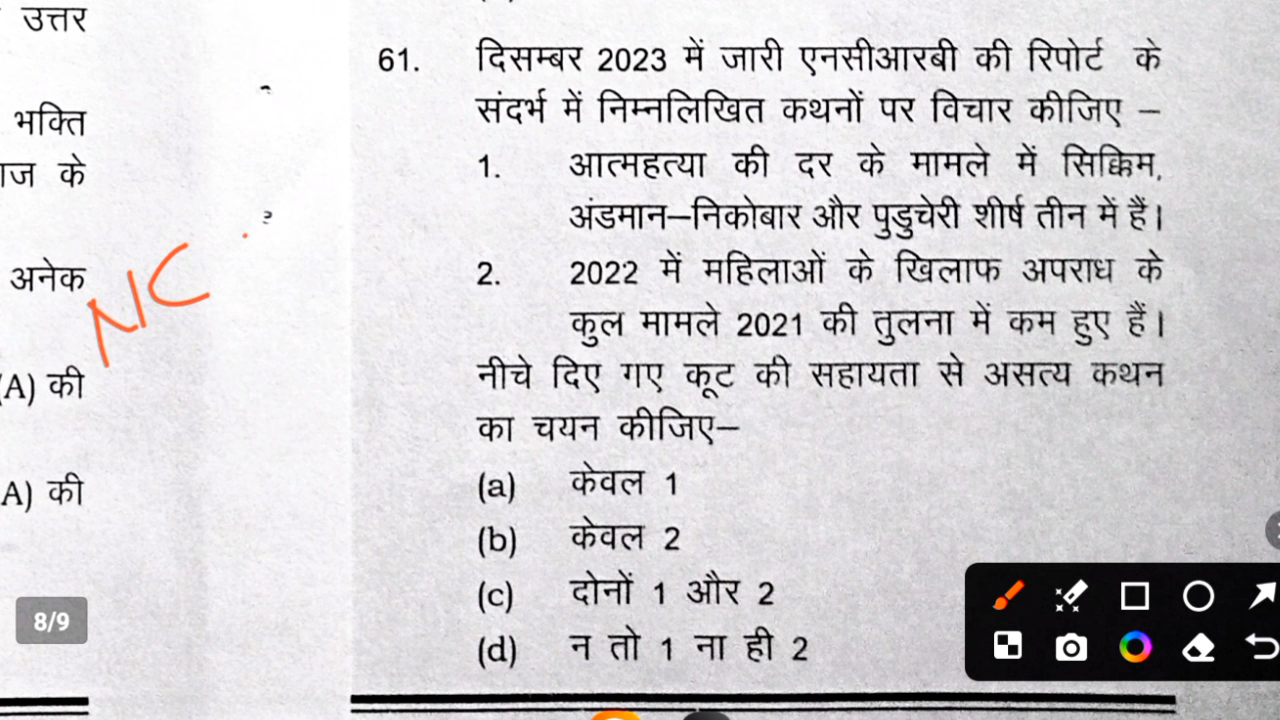 उत्तर
भक्ति
ाज के
अनेक
(A) की
A) की
NC
?
8/9
61. दिसम्बर 2023 में जारी एनसीआरबी की रिपोर्ट के
संदर्भ में निम्नलिखित कथनों पर विचार कीजिए –
1. आत्महत्या की दर के मामले में सिक्किम,
अंडमान–निकोबार और पुडुचेरी शीर्ष तीन में हैं।
2. 2022 में महिलाओं के खिलाफ अपराध के
कुल मामले 2021 की तुलना में कम हुए हैं।
नीचे दिए गए कूट की सहायता से असत्य कथन
का चयन कीजिए–
(a) केवल 1
(b) केवल 2
(c) दोनों 1 और 2
(d) न तो 1 ना ही 2